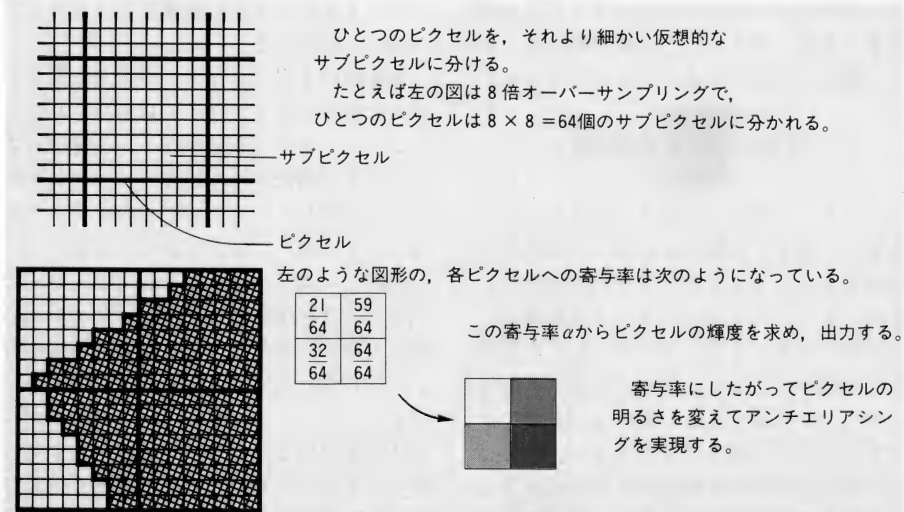 ひとつのピクセルを，それより細かい仮想的な
サブピクセルに分ける。
たとえば左の図は８倍オーバーサンプリングで，
ひとつのピクセルは８×８＝64個のサブピクセルに分かれる。
サブピクセル
ピクセル
左のような図形の，各ピクセルへの寄与率は次のようになっている。
21/64 59/64
32/64 64/64
この寄与率αからピクセルの輝度を求め，出力する。
寄与率にしたがってピクセルの
明るさを変えてアンチエリアシン
グを実現する。